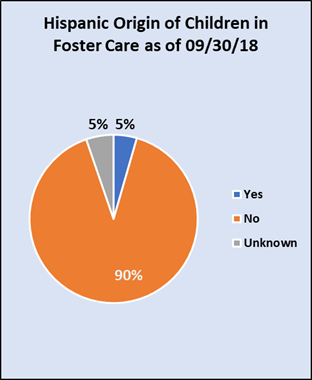 Hispanic Origin of Children in
Foster Care as of 09/30/18
5% 5%
Yes
No
Unknown
90%